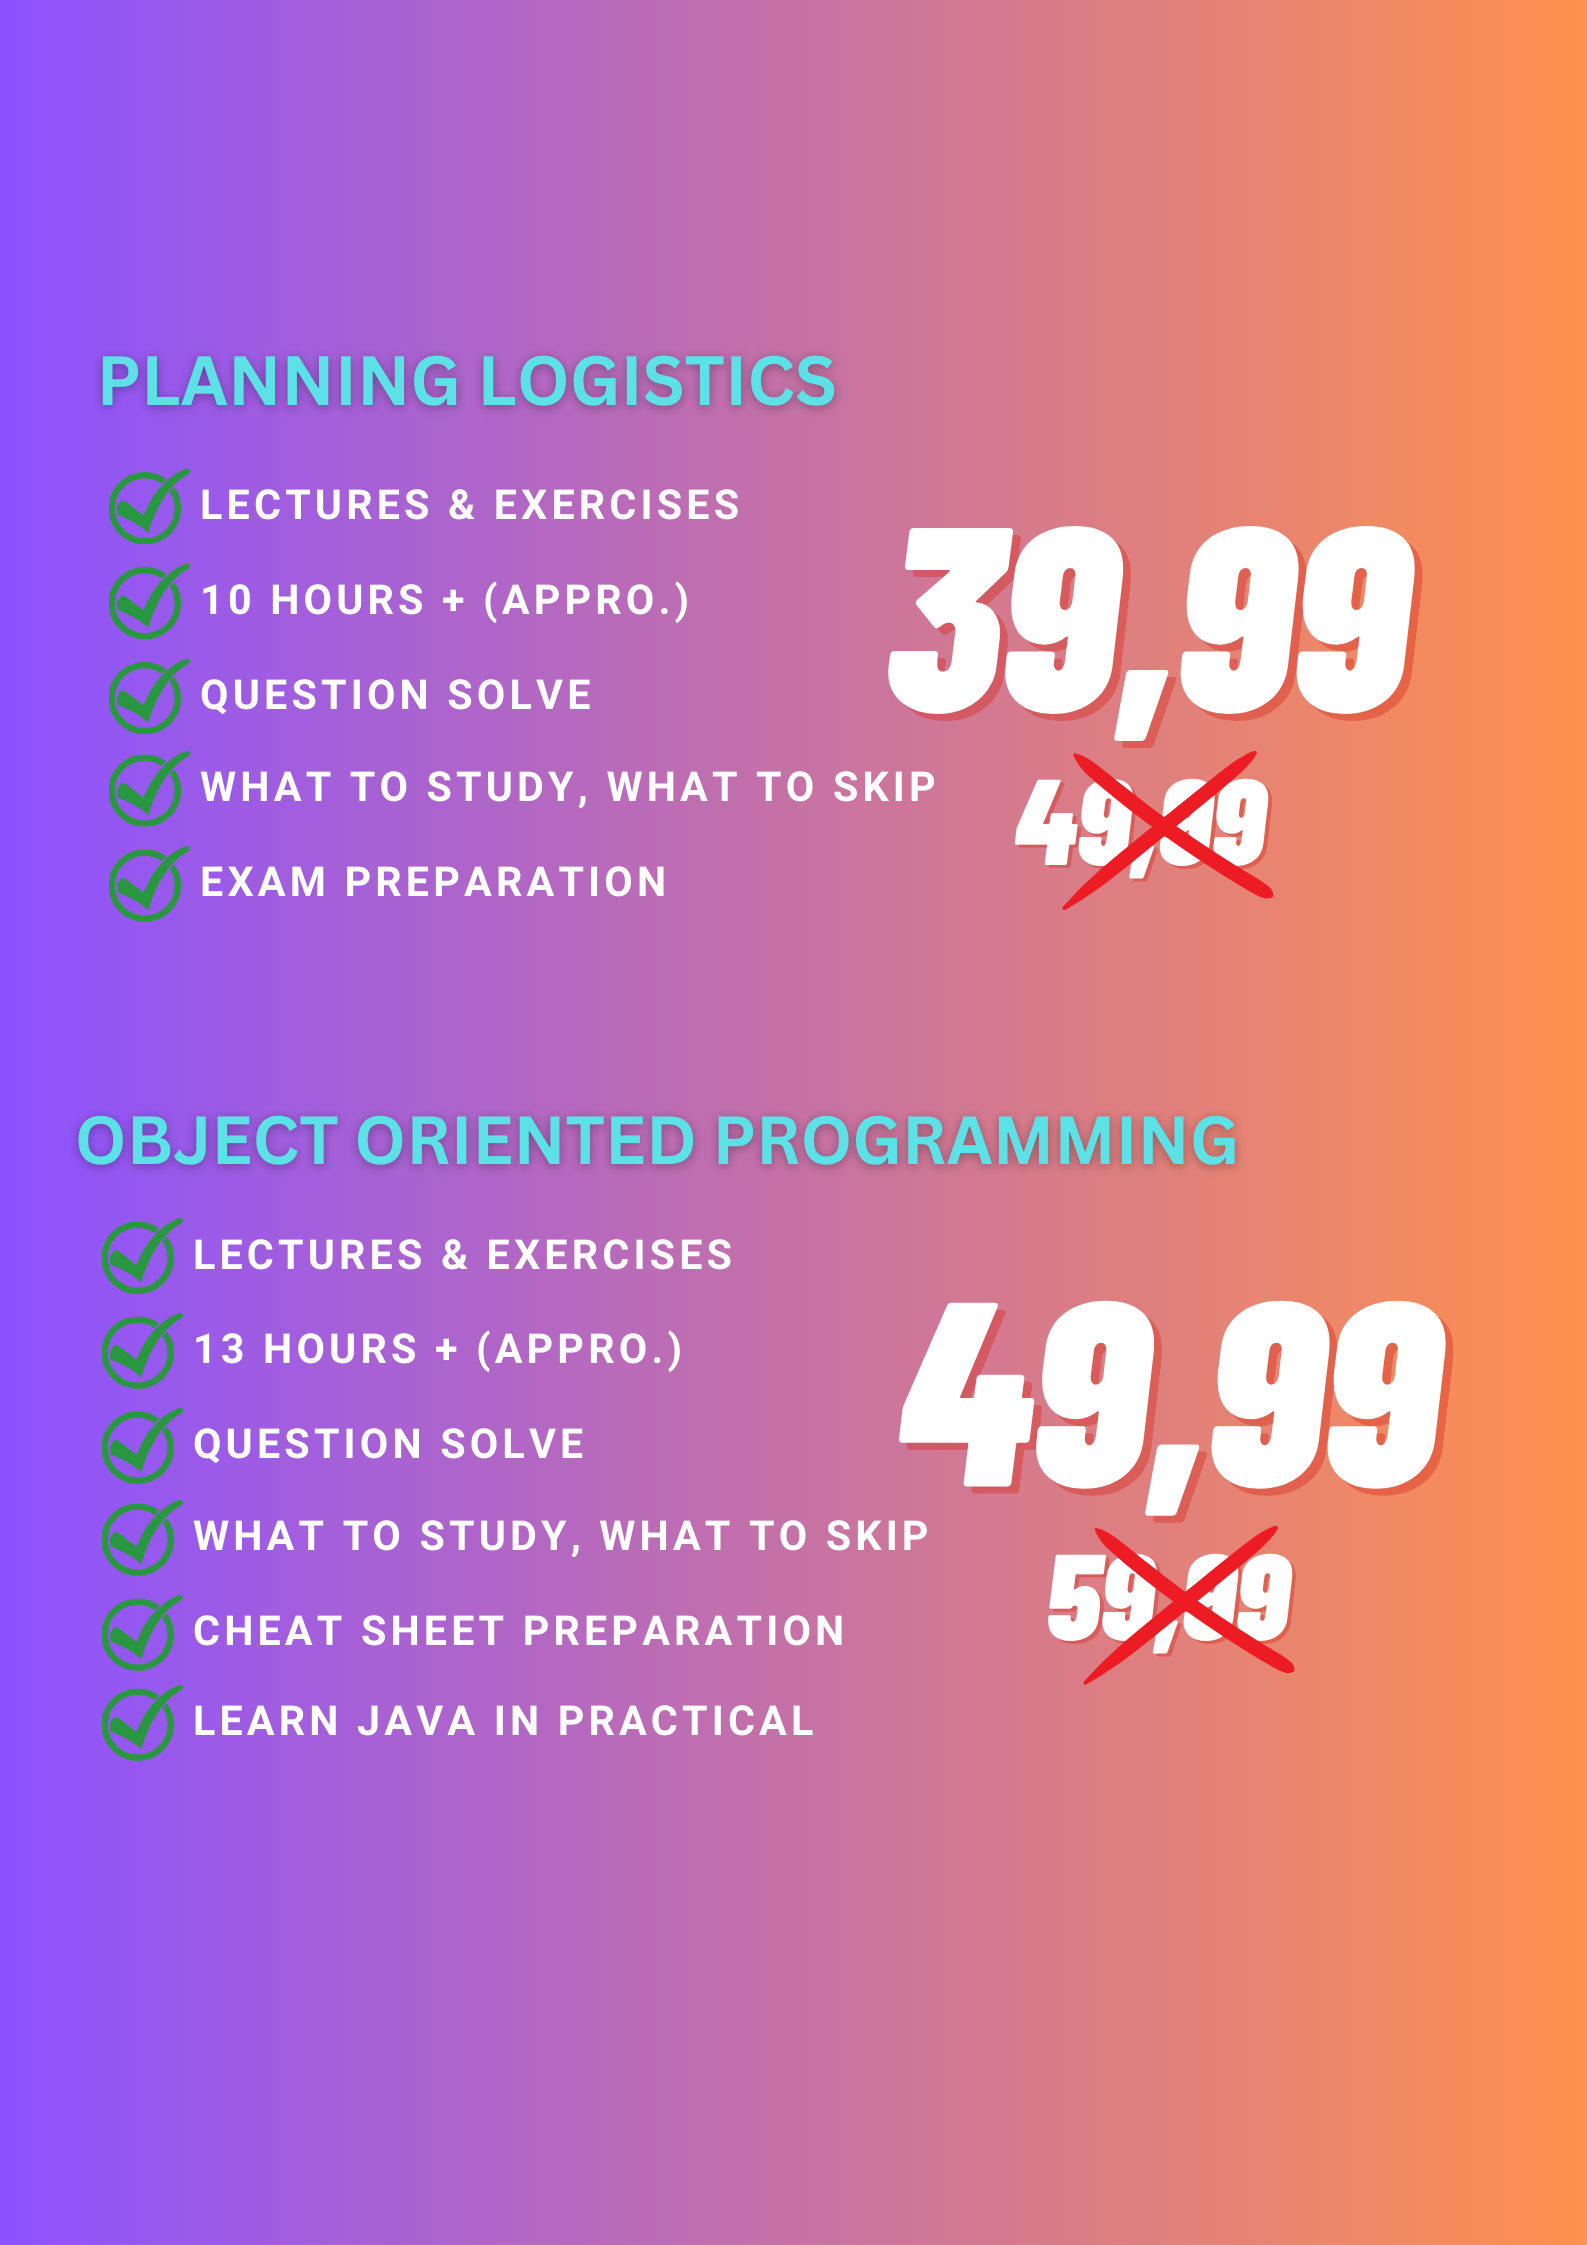 PLANNING LOGISTICS
LECTURES & EXERCISES
10 HOURS + (APPRO.)
QUESTION SOLVE
WHAT TO STUDY, WHAT TO SKIP
EXAM PREPARATION
39,99
49,99
OBJECT ORIENTED PROGRAMMING
LECTURES & EXERCISES
13 HOURS + (APPRO.)
QUESTION SOLVE
WHAT TO STUDY, WHAT TO SKIP
CHEAT SHEET PREPARATION
LEARN JAVA IN PRACTICAL
49,99
59,99